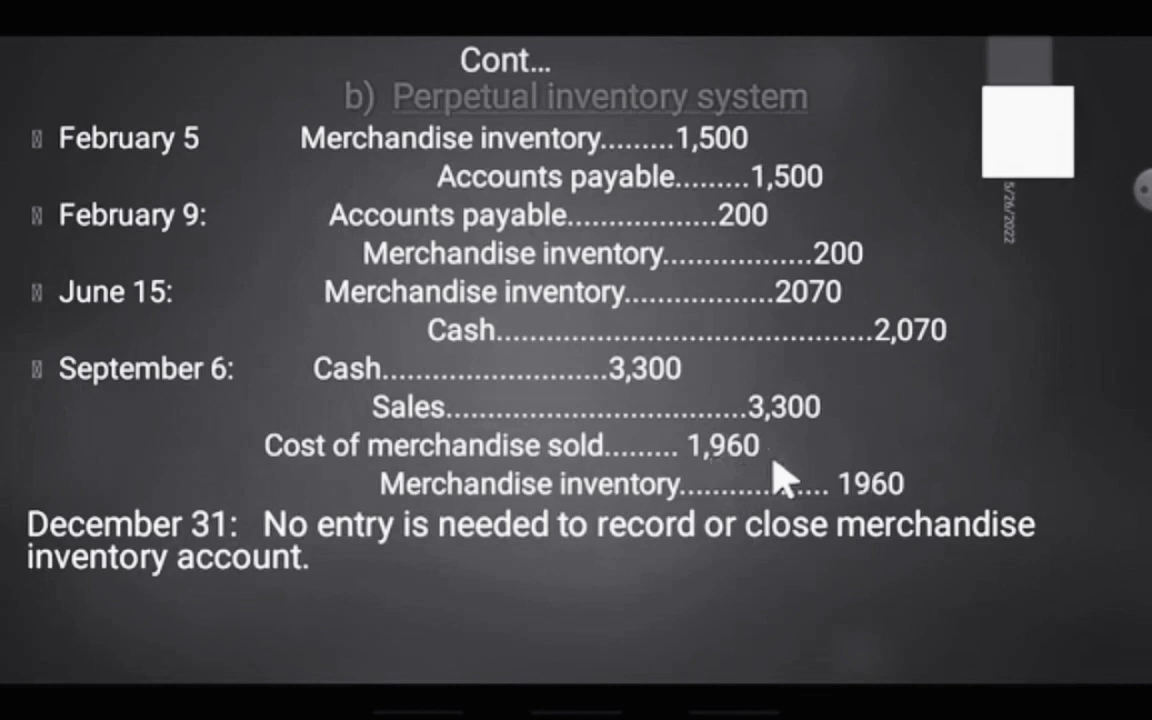 Cont...
b) Perpetual inventory system
February 5 Merchandise inventory.........1,500
Accounts payable.........1,500
February 9: Accounts payable..................200
Merchandise inventory..................200
June 15: Merchandise inventory..................2070
Cash.............................................2,070
September 6: Cash...........................3,300
Sales....................................3,300
Cost of merchandise sold......... 1,960
Merchandise inventory.................. 1960
December 31: No entry is needed to record or close merchandise
inventory account.
5/26/2022